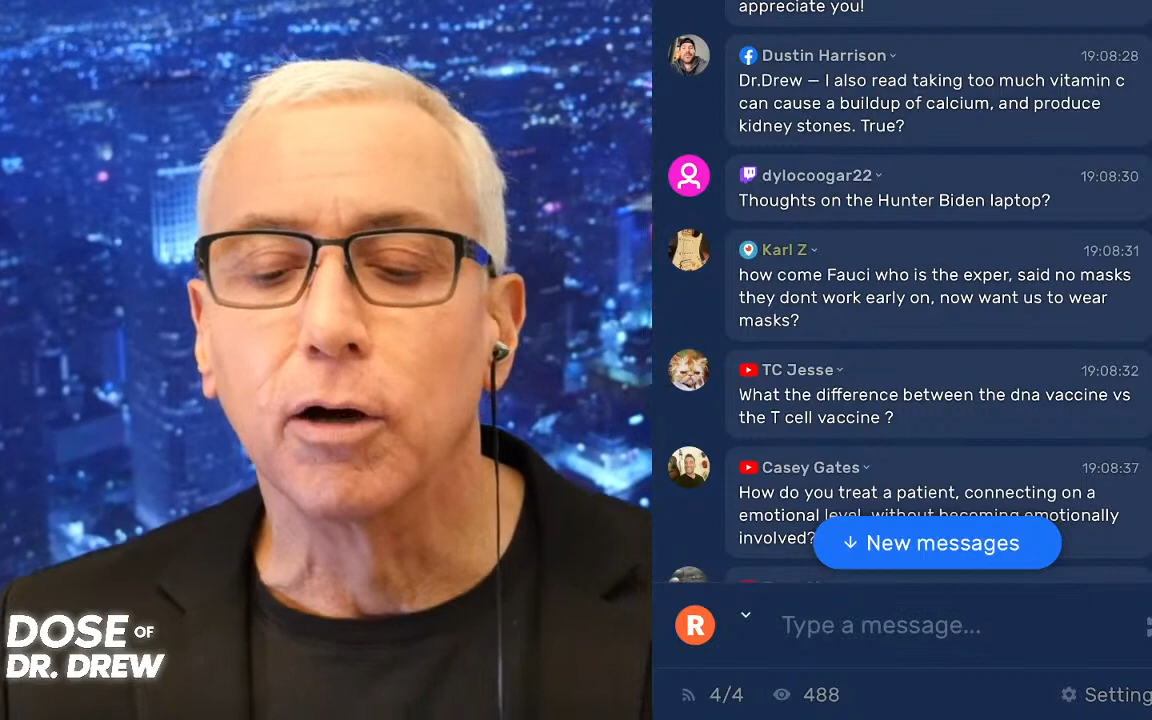 appreciate you!
Dustin Harrison
19:08:28
Dr.Drew — I also read taking too much vitamin c
can cause a buildup of calcium, and produce
kidney stones. True?
dylocoogar22
19:08:30
Thoughts on the Hunter Biden laptop?
Karl Z
19:08:31
how come Fauci who is the exper, said no masks
they dont work early on, now want us to wear
masks?
TC Jesse
19:08:32
What the difference between the dna vaccine vs
the T cell vaccine ?
Casey Gates
19:08:37
How do you treat a patient, connecting on a
emotional level, without becoming emotionally
involved?
New messages
R
Type a message...
4/4
488
Setting
DOSE OF
DR. DREW